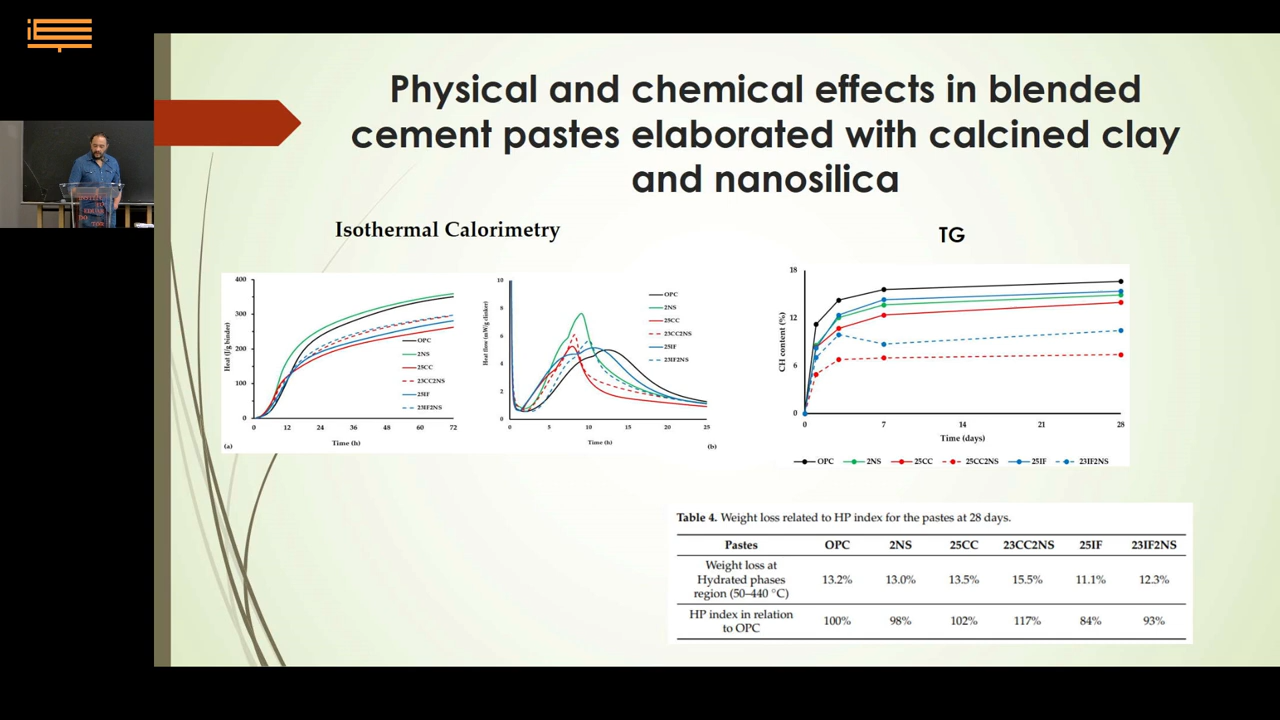 Physical and chemical effects in blended
cement pastes elaborated with calcined clay
and nanosilica
Isothermal Calorimetry
TG
400
300
200
100
0
Heat (J/g binder)
0 12 24 36 48 60 72
Time (h)
(a)
OPC
2NS
25CC
23CC2NS
25IF
23IF2NS
10
8
6
4
2
0
Heat flow (mW/g clinker)
0 5 10 15 20 25
Time (h)
(b)
OPC
2NS
25CC
23CC2NS
25IF
23IF2NS
18
12
6
0
CH content (%)
0 7 14 21 28
Time (days)
OPC 2NS 25CC 25CC2NS 25IF 23IF2NS
Table 4. Weight loss related to HP index for the pastes at 28 days.
Pastes OPC 2NS 25CC 23CC2NS 25IF 23IF2NS
Weight loss at
Hydrated phases
region (50–440 °C)
13.2% 13.0% 13.5% 15.5% 11.1% 12.3%
HP index in relation
to OPC
100% 98% 102% 117% 84% 93%